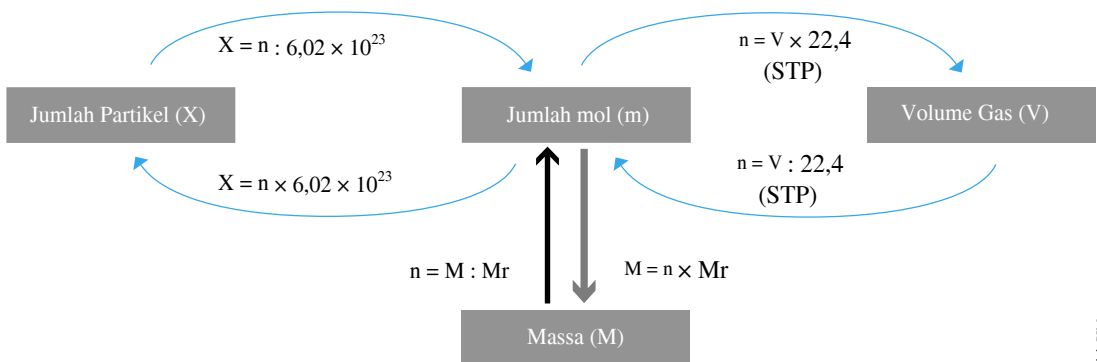 X = n : 6,02 × 10²³
n = V × 22,4
(STP)
Jumlah Partikel (X)
Jumlah mol (m)
Volume Gas (V)
X = n × 6,02 × 10²³
n = V : 22,4
(STP)
n = M : Mr
M = n × Mr
Massa (M)